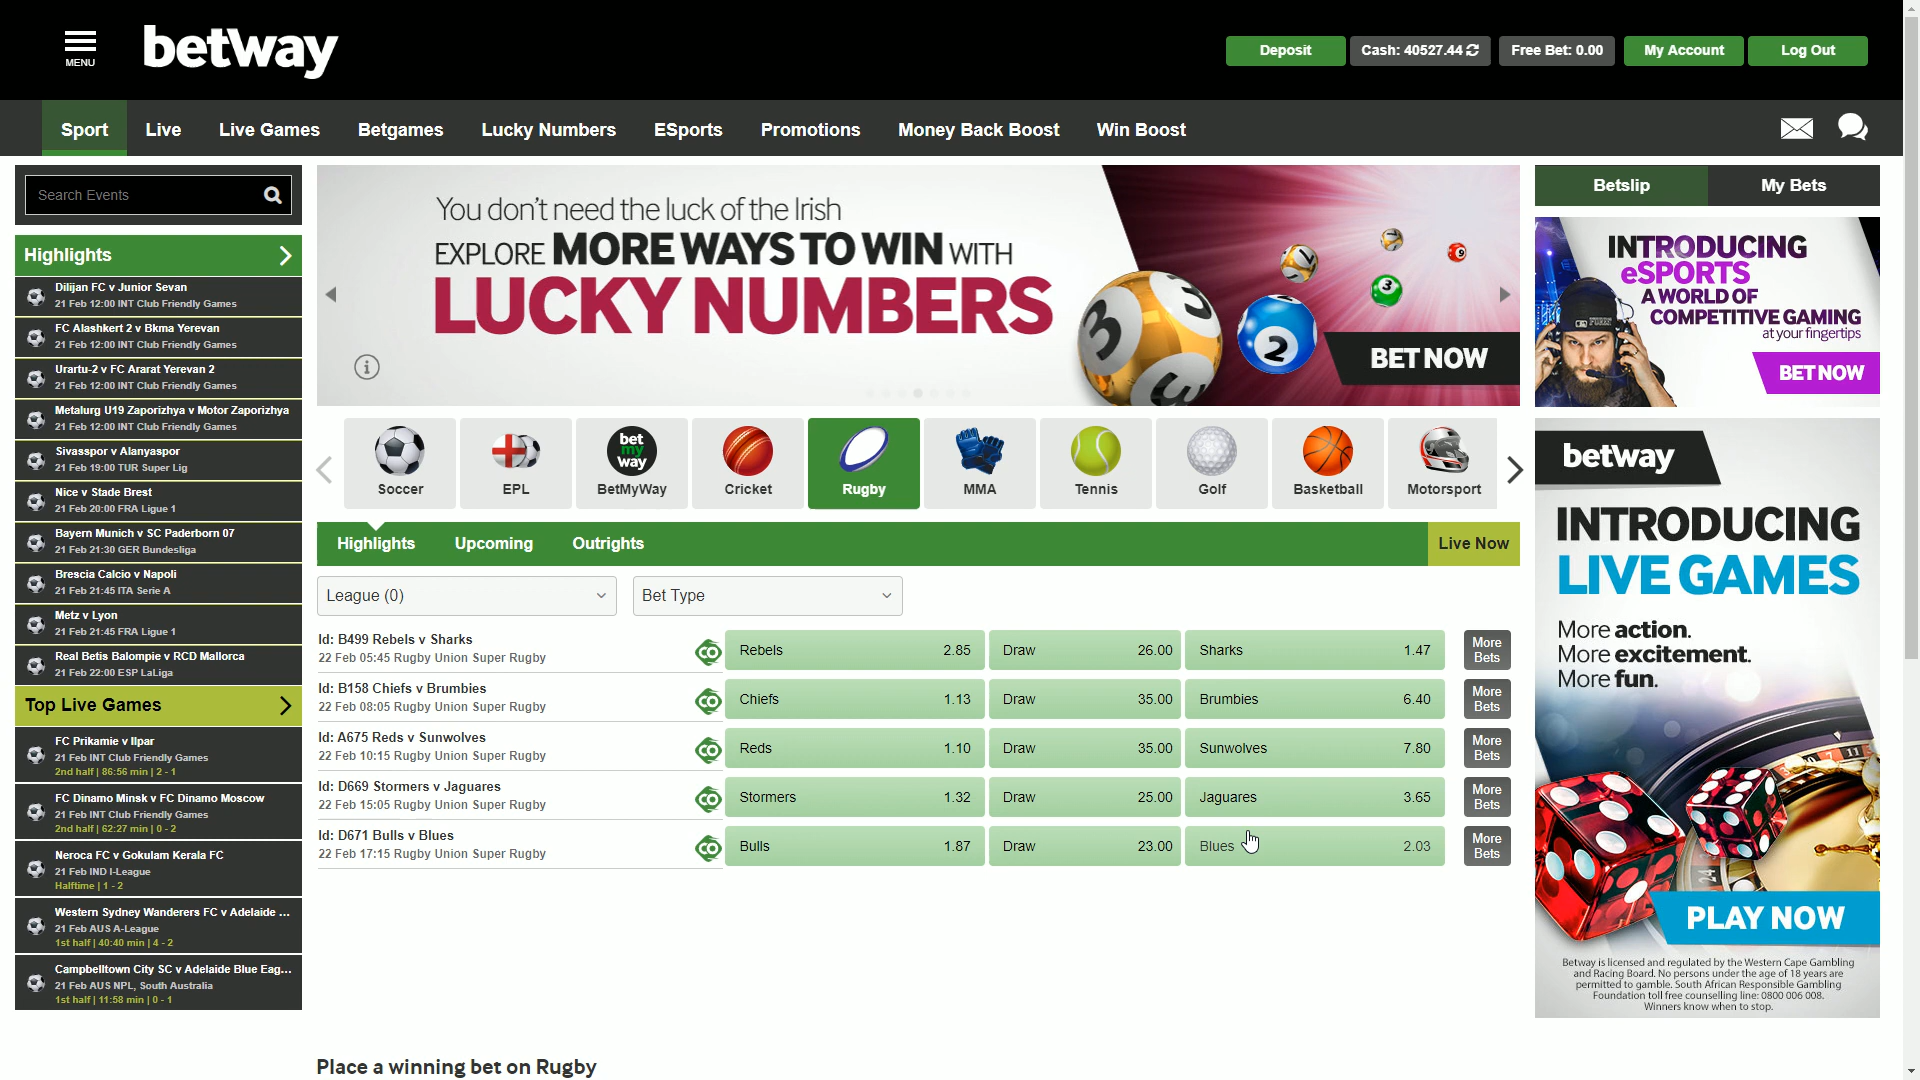 MENU
betway
Deposit
Cash: 40527.44
Free Bet: 0.00
My Account
Log Out
Sport
Live
Live Games
Betgames
Lucky Numbers
ESports
Promotions
Money Back Boost
Win Boost
Search Events
Highlights
Dilijan FC v Junior Sevan
21 Feb 12:00 INT Club Friendly Games
FC Alashkert 2 v Bkma Yerevan
21 Feb 12:00 INT Club Friendly Games
Urartu-2 v FC Ararat Yerevan 2
21 Feb 12:00 INT Club Friendly Games
Metalurg U19 Zaporizhya v Motor Zaporizhya
21 Feb 12:00 INT Club Friendly Games
Sivasspor v Alanyaspor
21 Feb 19:00 TUR Super Lig
Nice v Stade Brest
21 Feb 20:00 FRA Ligue 1
Bayern Munich v SC Paderborn 07
21 Feb 21:30 GER Bundesliga
Brescia Calcio v Napoli
21 Feb 21:45 ITA Serie A
Metz v Lyon
21 Feb 21:45 FRA Ligue 1
Real Betis Balompie v RCD Mallorca
21 Feb 22:00 ESP LaLiga
Top Live Games
FC Prikamie v Ilpar
21 Feb INT Club Friendly Games
2nd half | 86:56 min | 2 - 1
FC Dinamo Minsk v FC Dinamo Moscow
21 Feb INT Club Friendly Games
2nd half | 62:27 min | 0 - 2
Neroca FC v Gokulam Kerala FC
21 Feb IND I-League
Halftime | 1 - 2
Western Sydney Wanderers FC v Adelaide ...
21 Feb AUS A-League
1st half | 40:40 min | 4 - 2
Campbelltown City SC v Adelaide Blue Eag...
21 Feb AUS NPL, South Australia
1st half | 11:58 min | 0 - 1
You don't need the luck of the Irish
EXPLORE MORE WAYS TO WIN WITH
LUCKY NUMBERS
3
2
3
9
BET NOW
Soccer
EPL
bet
my
way
BetMyWay
Cricket
Rugby
MMA
Tennis
Golf
Basketball
Motorsport
Highlights
Upcoming
Outrights
Live Now
League (0)
Bet Type
Id: B499 Rebels v Sharks
22 Feb 05:45 Rugby Union Super Rugby
CO
Rebels 2.85
Draw 26.00
Sharks 1.47
More
Bets
Id: B158 Chiefs v Brumbies
22 Feb 08:05 Rugby Union Super Rugby
CO
Chiefs 1.13
Draw 35.00
Brumbies 6.40
More
Bets
Id: A675 Reds v Sunwolves
22 Feb 10:15 Rugby Union Super Rugby
CO
Reds 1.10
Draw 35.00
Sunwolves 7.80
More
Bets
Id: D669 Stormers v Jaguares
22 Feb 15:05 Rugby Union Super Rugby
CO
Stormers 1.32
Draw 25.00
Jaguares 3.65
More
Bets
Id: D671 Bulls v Blues
22 Feb 17:15 Rugby Union Super Rugby
CO
Bulls 1.87
Draw 23.00
Blues 2.03
More
Bets
Place a winning bet on Rugby
Betslip
My Bets
INTRODUCING
eSPORTS
A WORLD OF
COMPETITIVE GAMING
at your fingertips
BET NOW
betway
INTRODUCING
LIVE GAMES
More action.
More excitement.
More fun.
PLAY NOW
Betway is licensed and regulated by the Western Cape Gambling
and Racing Board. No persons under the age of 18 years are
permitted to gamble. South African Responsible Gambling
Foundation toll free counselling line: 0800 006 008.
Winners know when to stop.